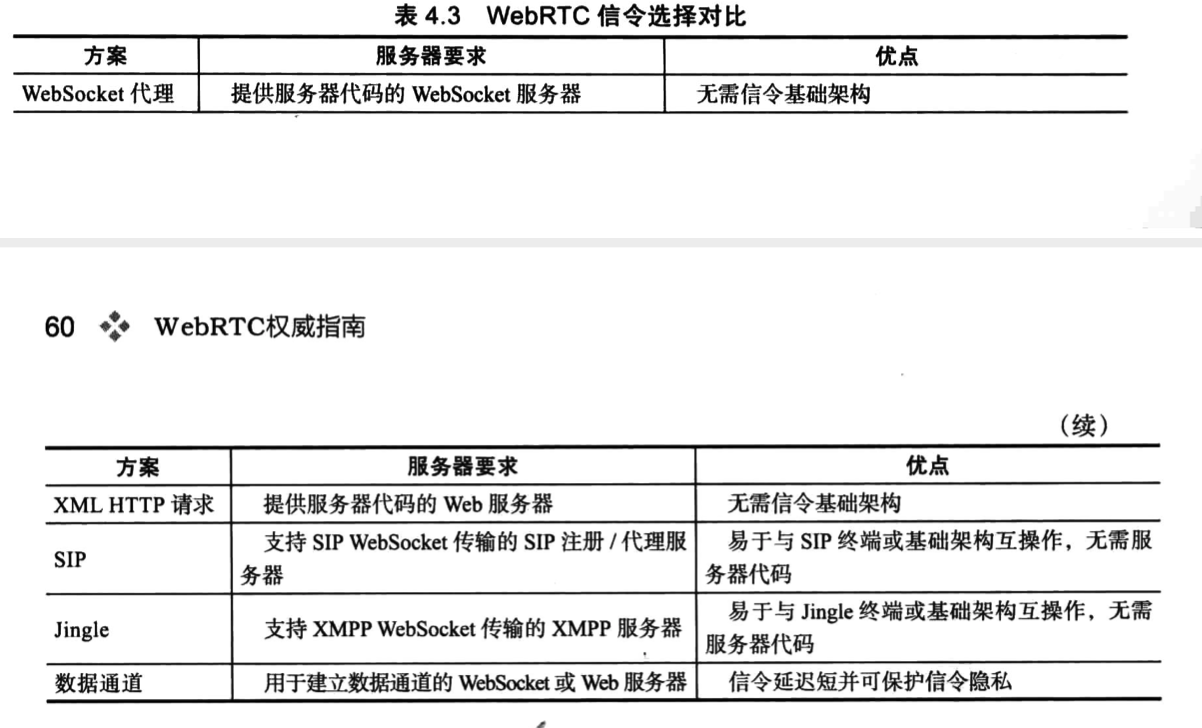 表 4.3 WebRTC 信令选择对比
方案 服务器要求 优点
WebSocket 代理 提供服务器代码的 WebSocket 服务器 无需信令基础架构
60 WebRTC权威指南
（续）
方案 服务器要求 优点
XML HTTP 请求 提供服务器代码的 Web 服务器 无需信令基础架构
SIP 支持 SIP WebSocket 传输的 SIP 注册 / 代理服务器 易于与 SIP 终端或基础架构互操作，无需服务器代码
Jingle 支持 XMPP WebSocket 传输的 XMPP 服务器 易于与 Jingle 终端或基础架构互操作，无需服务器代码
数据通道 用于建立数据通道的 WebSocket 或 Web 服务器 信令延迟短并可保护信令隐私